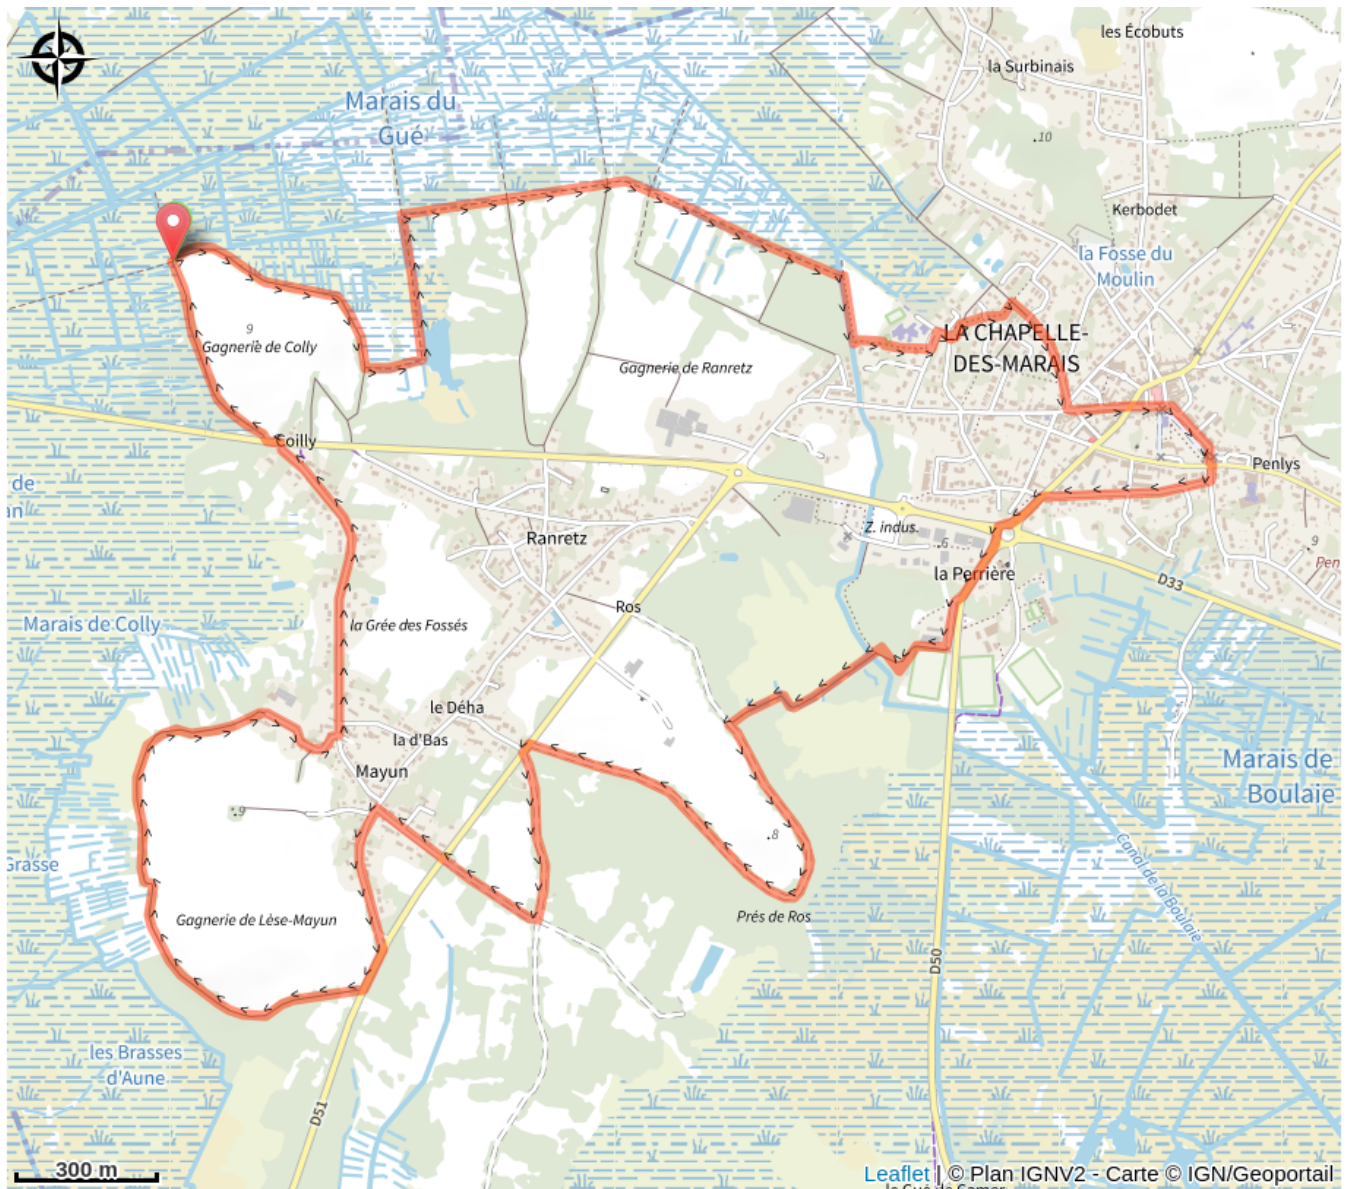 les Écobuts
la Surbinais
Marais du
Gué
.10
Kerbodet
la Fosse du
Moulin
9
Gagnerie de Colly
LA CHAPELLE-
DES-MARAIS
Gagnerie de Ranretz
Coilly
Penlys
de
Z. indus.
Ranretz
.6
9
la Perrière
Pen
D33
Ros
Marais de Colly
la Grée des Fossés
le Déha
la d'Bas
Mayun
Marais de
Boulaie
.9
.8
Grasse
Canal de la Boulaie
Prés de Ros
Gagnerie de Lèse-Mayun
D50
les Brasses
d'Aune
D51
300 m
Leaflet | © Plan IGNV2 - Carte © IGN/Geoportail